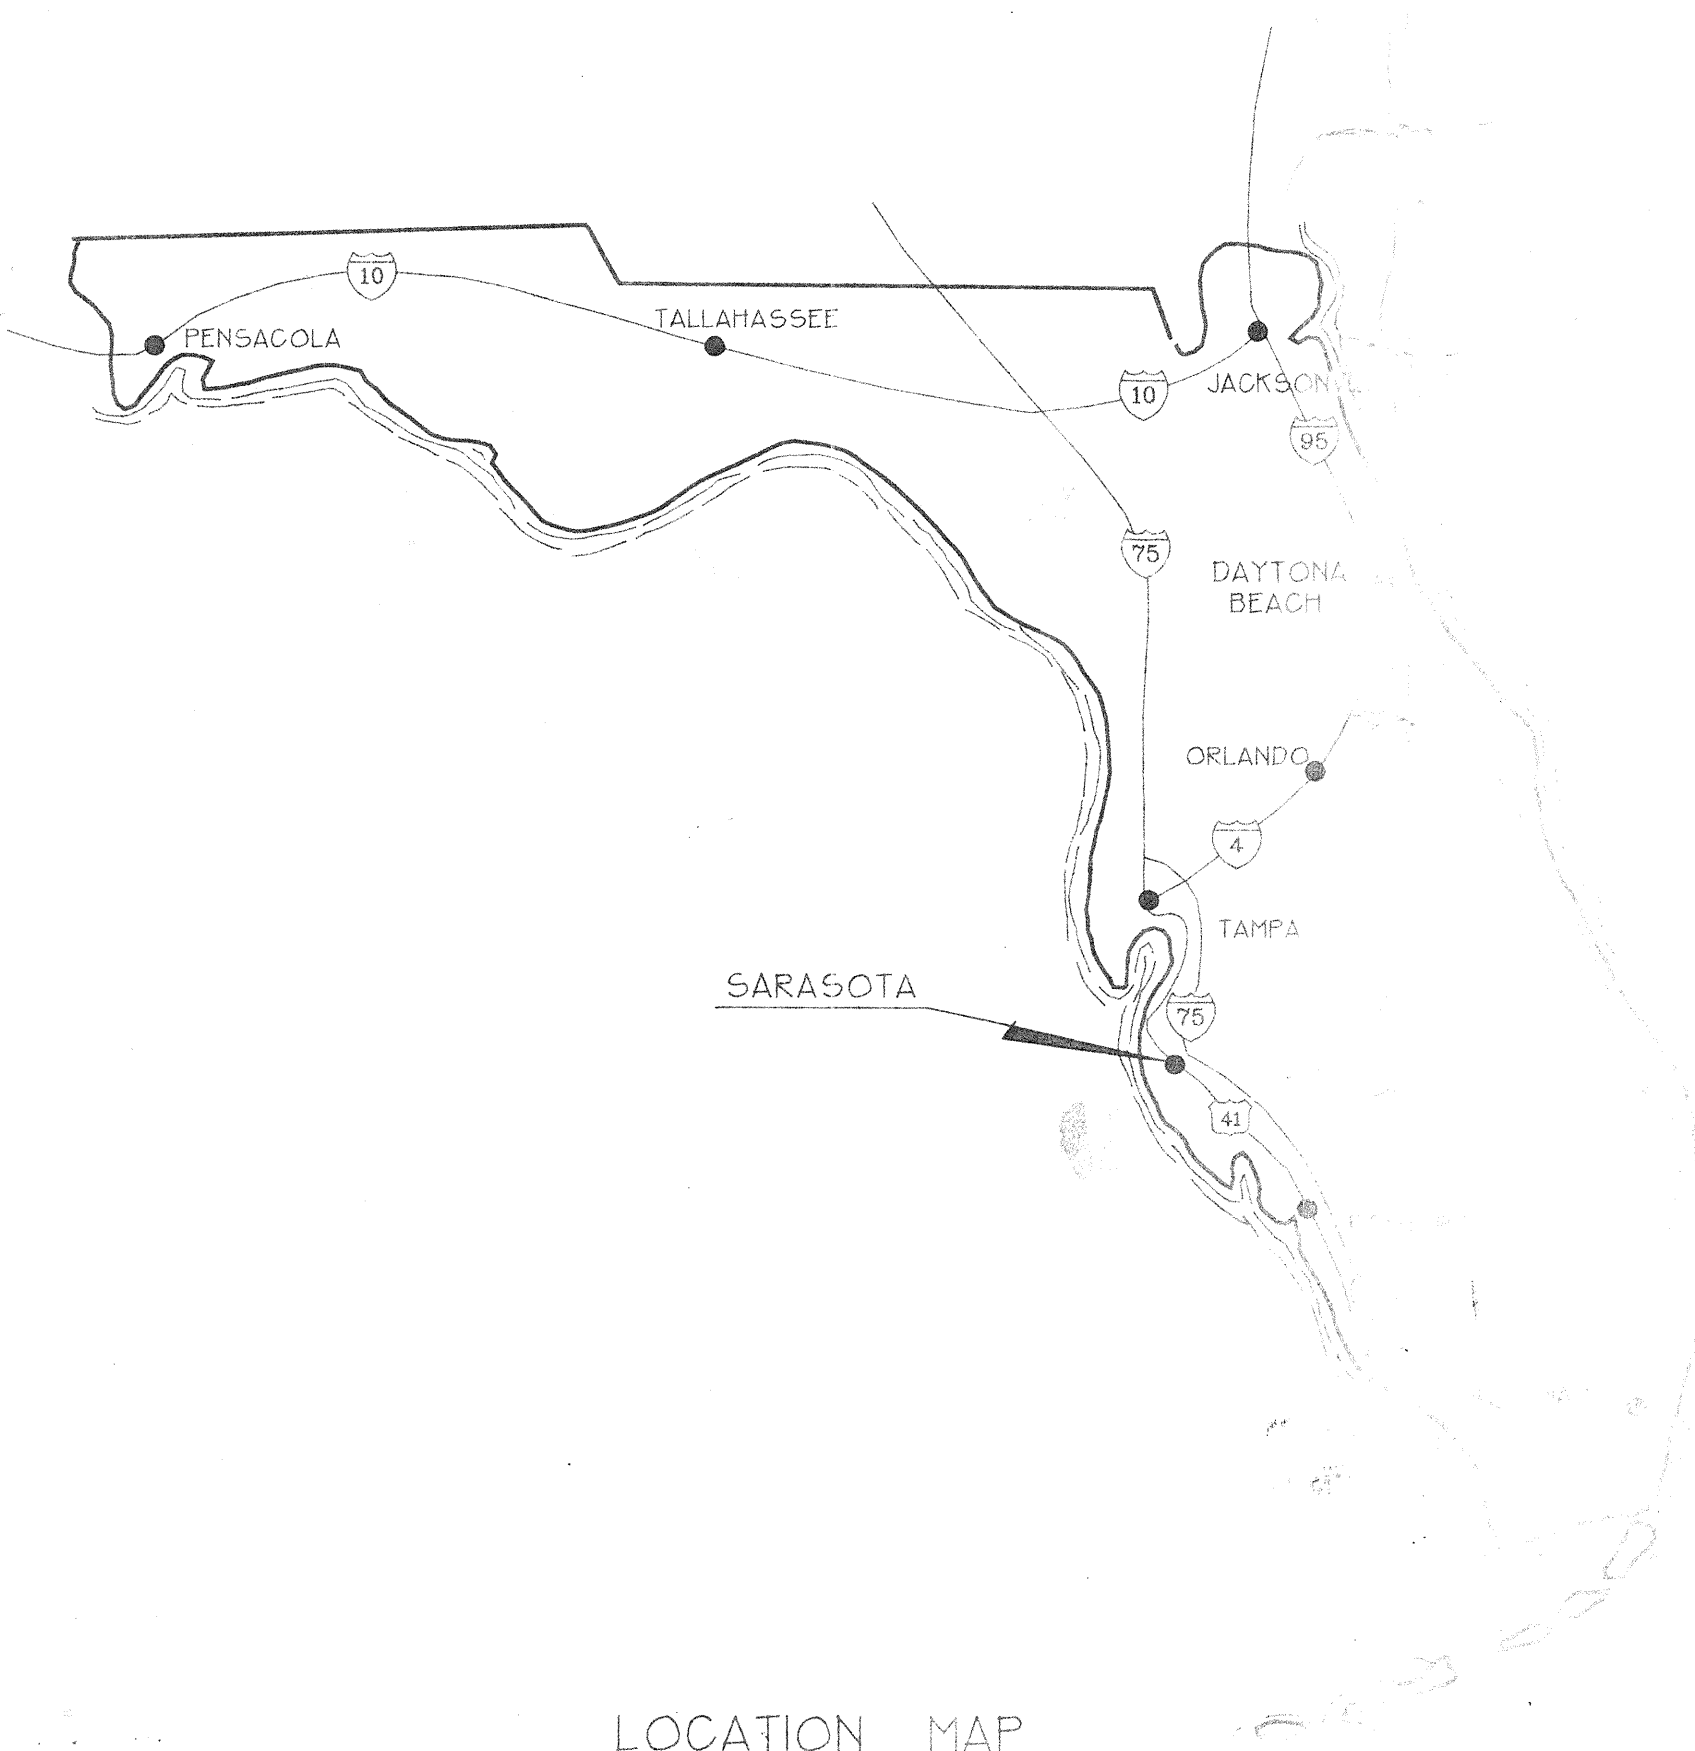 10
TALLAHASSEE
PENSACOLA
10
JACKSON
95
75
DAYTONA
BEACH
ORLANDO
4
TAMPA
SARASOTA
75
41
LOCATION MAP